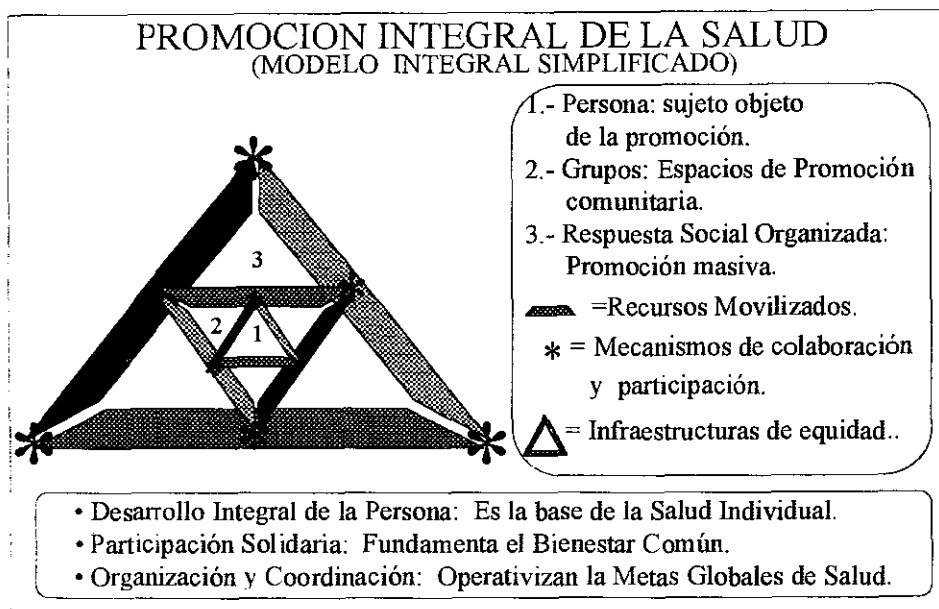 PROMOCION INTEGRAL DE LA SALUD
(MODELO INTEGRAL SIMPLIFICADO)
1.- Persona: sujeto objeto
de la promoción.
2.- Grupos: Espacios de Promoción
comunitaria.
3.- Respuesta Social Organizada:
Promoción masiva.
=Recursos Movilizados.
* = Mecanismos de colaboración
y participación.
= Infraestructuras de equidad..
3
2
1
• Desarrollo Integral de la Persona: Es la base de la Salud Individual.
• Participación Solidaria: Fundamenta el Bienestar Común.
• Organización y Coordinación: Operativizan la Metas Globales de Salud.